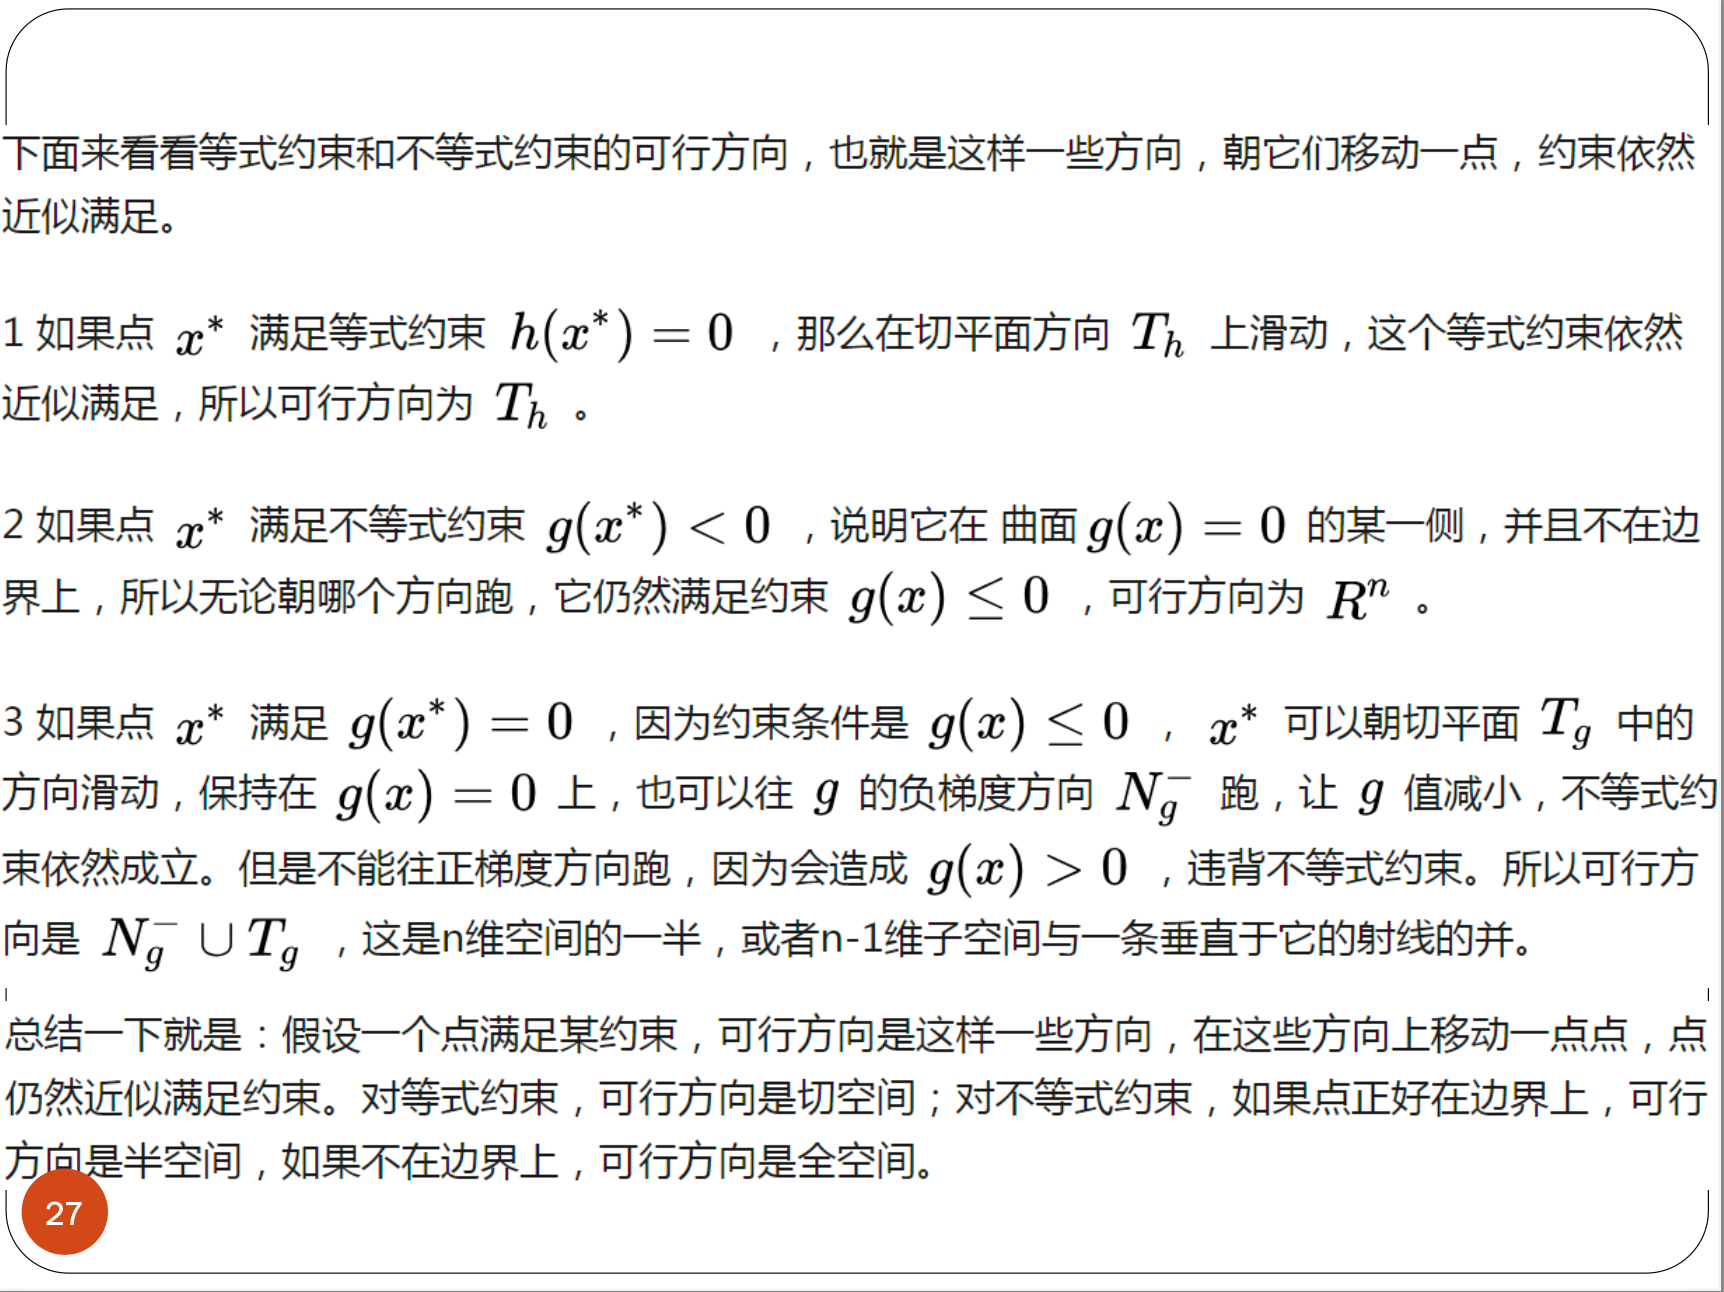 下面来看看等式约束和不等式约束的可行方向，也就是这样一些方向，朝它们移动一点，约束依然
近似满足。
1 如果点 x* 满足等式约束 h(x*) = 0 ，那么在切平面方向 T_h 上滑动，这个等式约束依然
近似满足，所以可行方向为 T_h 。
2 如果点 x* 满足不等式约束 g(x*) < 0 ，说明它在 曲面 g(x) = 0 的某一侧，并且不在边
界上，所以无论朝哪个方向跑，它仍然满足约束 g(x) ≤ 0 ，可行方向为 R^n 。
3 如果点 x* 满足 g(x*) = 0 ，因为约束条件是 g(x) ≤ 0 ， x* 可以朝切平面 T_g 中的
方向滑动，保持在 g(x) = 0 上，也可以往 g 的负梯度方向 N_g^- 跑，让 g 值减小，不等式约
束依然成立。但是不能往正梯度方向跑，因为会造成 g(x) > 0 ，违背不等式约束。所以可行方
向是 N_g^- ∪ T_g ，这是n维空间的一半，或者n-1维子空间与一条垂直于它的射线的并。
总结一下就是：假设一个点满足某约束，可行方向是这样一些方向，在这些方向上移动一点点，点
仍然近似满足约束。对等式约束，可行方向是切空间；对不等式约束，如果点正好在边界上，可行
方向是半空间，如果不在边界上，可行方向是全空间。
27